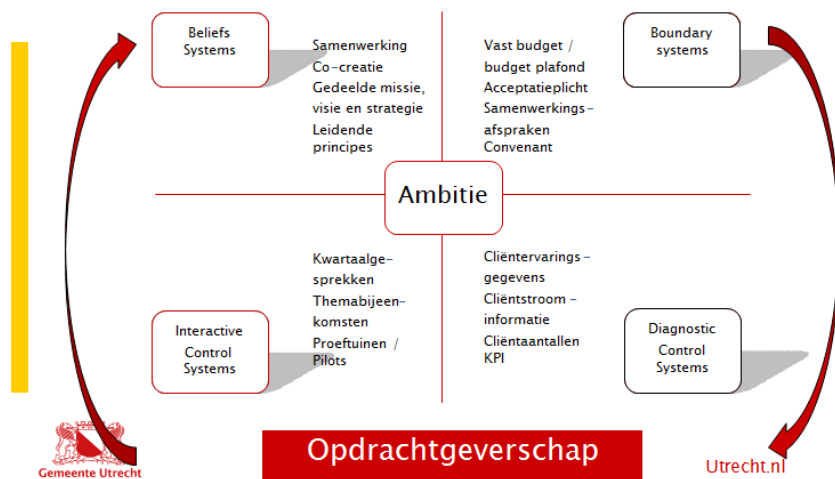 Beliefs
Systems
Samenwerking
Co-creatie
Gedeelde missie,
visie en strategie
Leidende
principes
Vast budget /
budget plafond
Acceptatieplicht
Samenwerkings-
afspraken
Convenant
Boundary
systems
Ambitie
Interactive
Control
Systems
Kwartaalge-
sprekken
Themabijeen-
komsten
Proeftuinen /
Pilots
Cliëntervarings-
gegevens
Cliëntstroom-
informatie
Cliëntaantallen
KPI
Diagnostic
Control
Systems
Gemeente Utrecht
Opdrachtgeverschap
Utrecht.nl